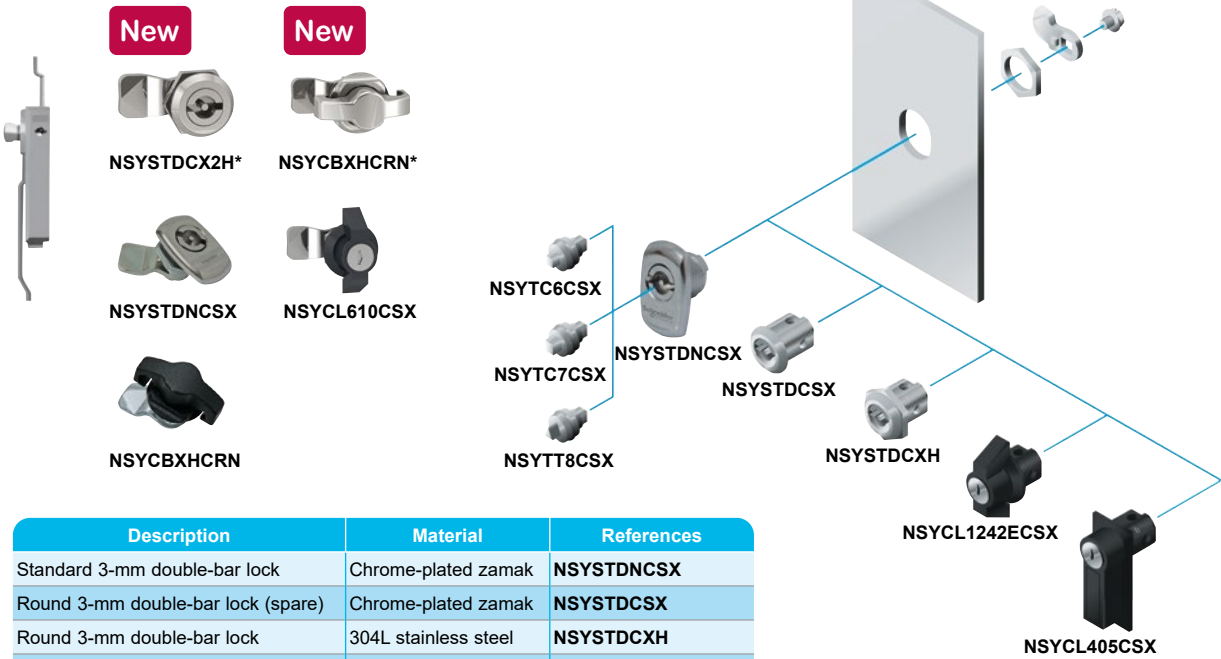 New
New
NSYSTDCX2H*
NSYCBXHCRN*
NSYSTDNCSX
NSYCL610CSX
NSYCBXHCRN
NSYTC6CSX
NSYTC7CSX
NSYTT8CSX
NSYSTDNCSX
NSYSTDCSX
NSYSTDCXH
NSYCL1242ECSX
NSYCL405CSX
Description Material References
Standard 3-mm double-bar lock Chrome-plated zamak NSYSTDNCSX
Round 3-mm double-bar lock (spare) Chrome-plated zamak NSYSTDCSX
Round 3-mm double-bar lock 304L stainless steel NSYSTDCXH